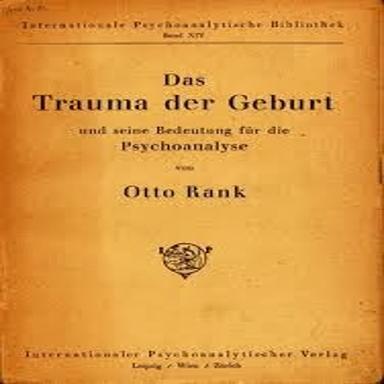 Internationale Psychoanalytische Bibliothek
Band XIV
Das
Trauma der Geburt
und seine Bedeutung für die
Psychoanalyse
von
Otto Rank
I P
Internationaler Psychoanalytischer Verlag
Leipzig / Wien / Zürich